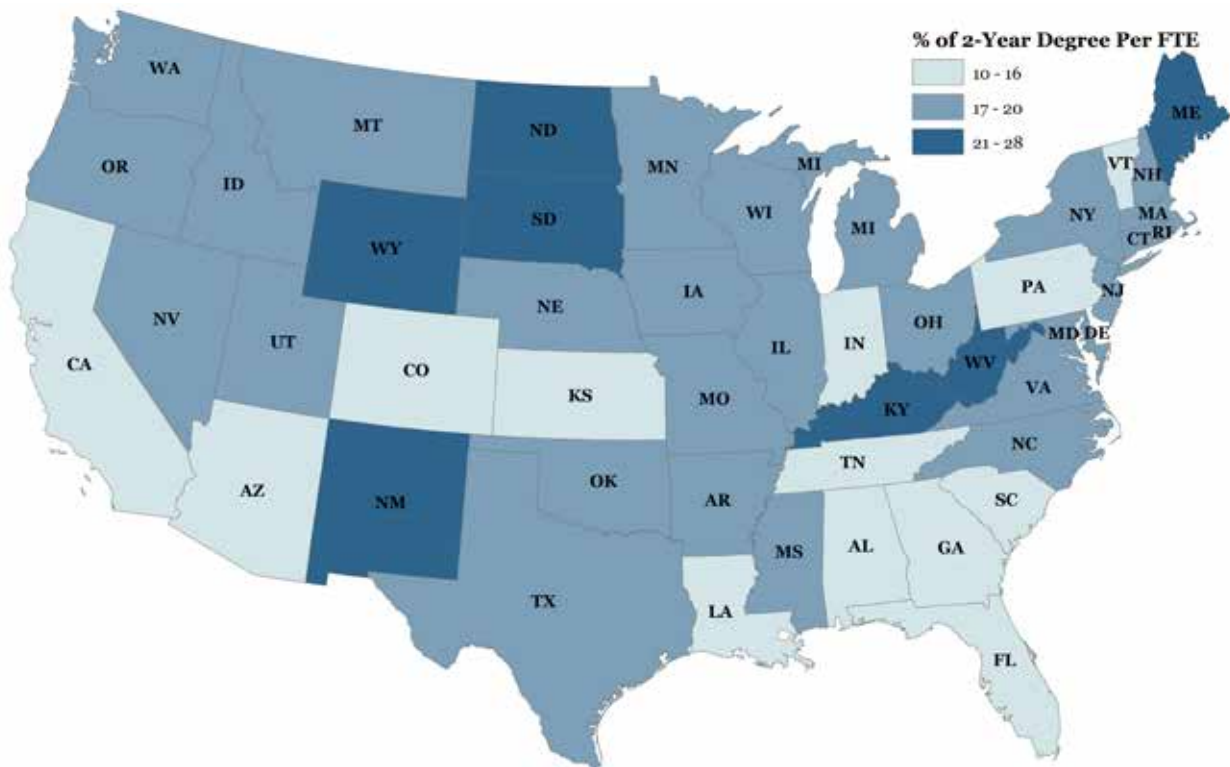 % of 2-Year Degree Per FTE
10 - 16
17 - 20
21 - 28
WA
MT
ND
MN
MI
ME
VT
NH
OR
ID
SD
WI
NY
MA
WY
MI
CT
RI
IA
PA
NE
NJ
NV
UT
IL
IN
OH
MD
DE
CA
CO
WV
KS
MO
VA
KY
NC
TN
AZ
NM
OK
AR
SC
MS
AL
GA
TX
LA
FL